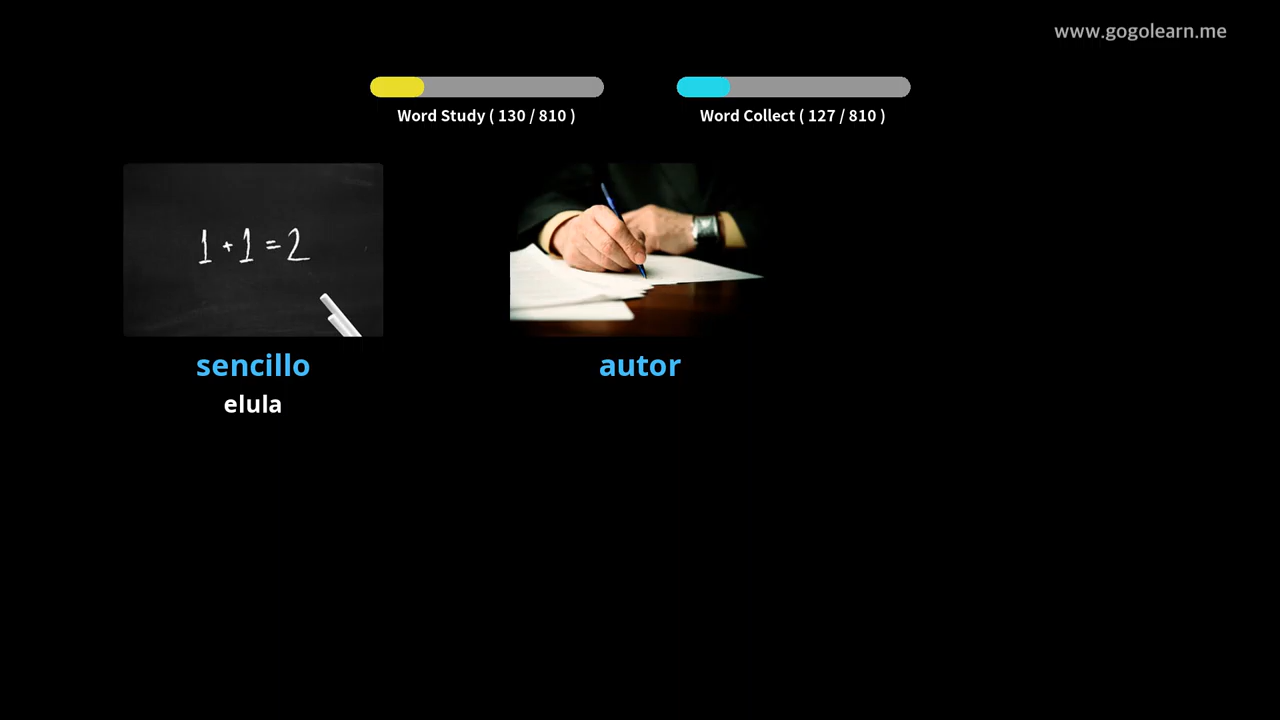 www.gogolearn.me
Word Study ( 130 / 810 )
Word Collect ( 127 / 810 )
1 + 1 = 2
sencillo
autor
elula